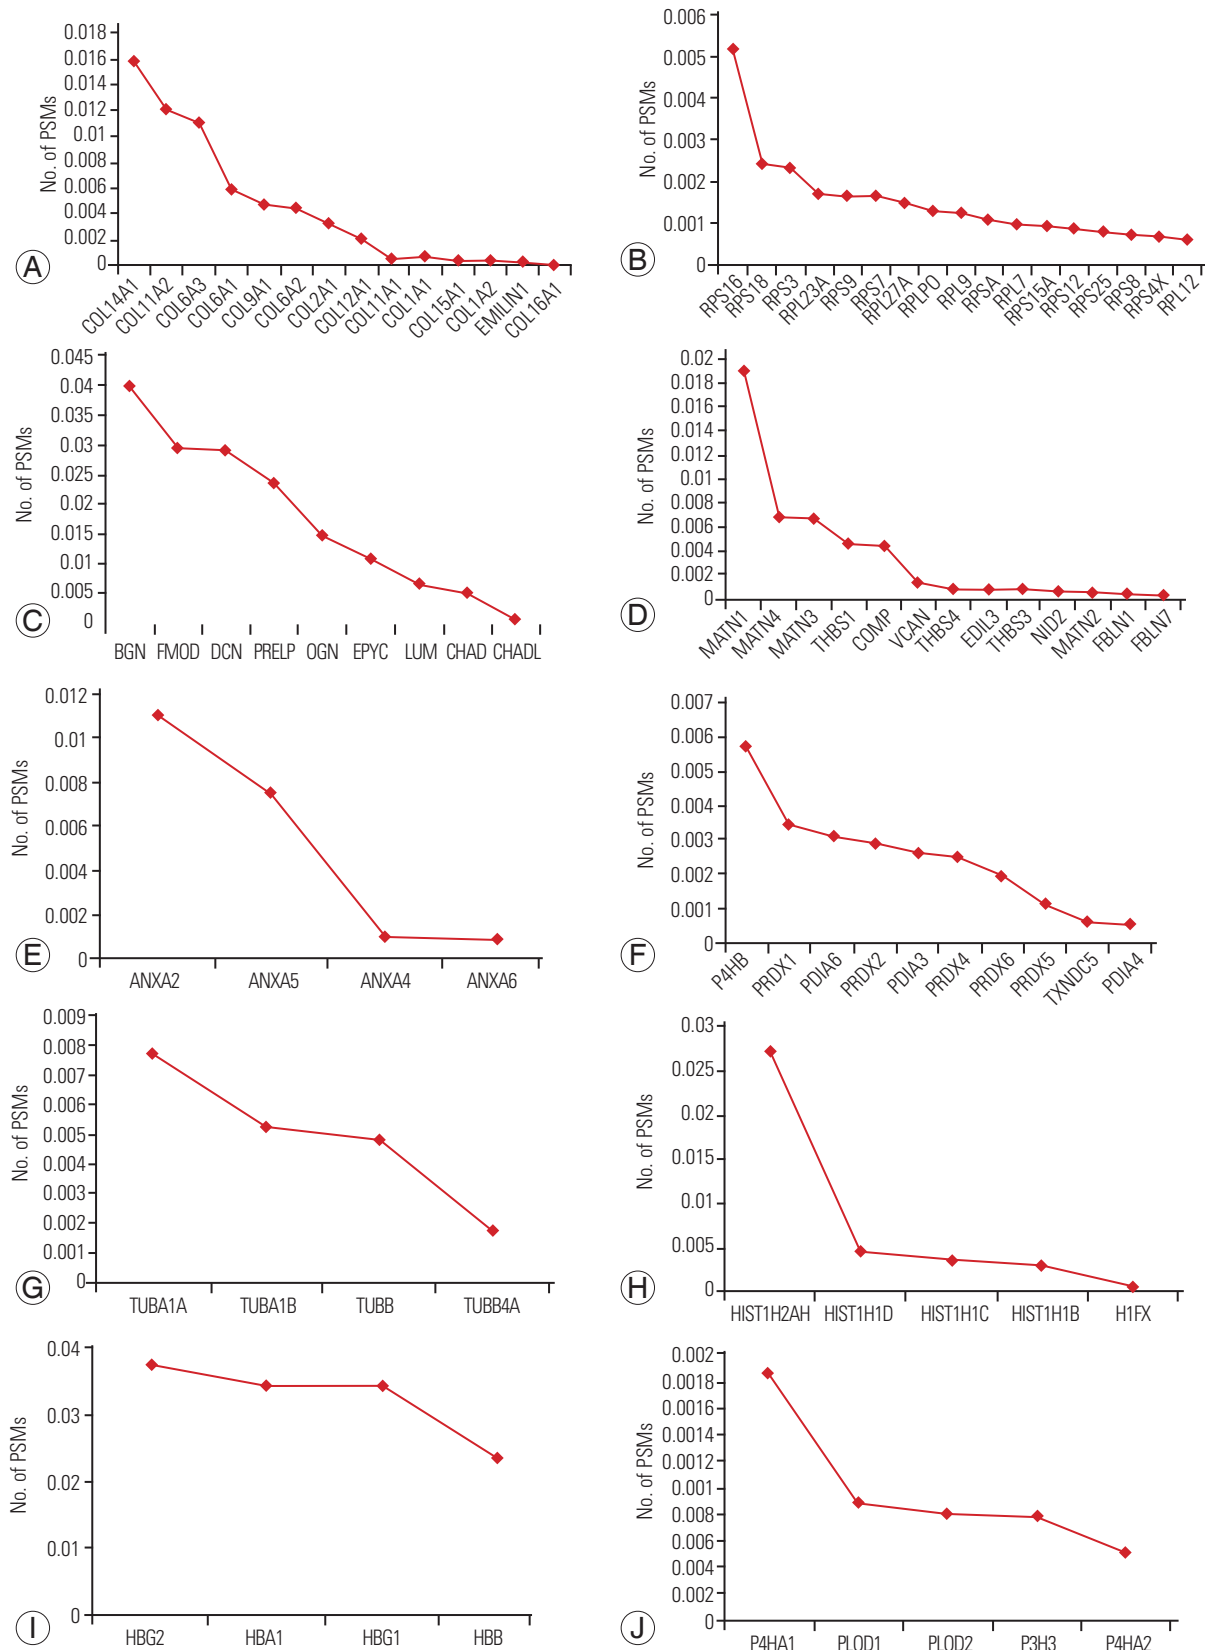 No. of PSMs
0.018
0.016
0.014
0.012
0.01
0.008
0.006
0.004
0.002
0
COL14A1
COL11A2
COL6A3
COL6A1
COL9A1
COL6A2
COL2A1
COL12A1
COL11A1
COL1A1
COL15A1
COL1A2
EMILIN1
COL16A1
A
No. of PSMs
0.006
0.005
0.004
0.003
0.002
0.001
0
RPS16
RPS18
RPS3
RPL23A
RPS9
RPS7
RPL27A
RPLPO
RPL9
RPSA
RPL7
RPS15A
RPS12
RPS25
RPS8
RPS4X
RPL12
B
No. of PSMs
0.045
0.04
0.035
0.03
0.025
0.02
0.015
0.01
0.005
0
BGN FMOD DCN PRELP OGN EPYC LUM CHAD CHADL
C
No. of PSMs
0.02
0.018
0.016
0.014
0.012
0.01
0.008
0.006
0.004
0.002
0
MATN1
MATN4
MATN3
THBS1
COMP
VCAN
THBS4
EDIL3
THBS3
NID2
MATN2
FBLN1
FBLN7
D
No. of PSMs
0.012
0.01
0.008
0.006
0.004
0.002
0
ANXA2 ANXA5 ANXA4 ANXA6
E
No. of PSMs
0.007
0.006
0.005
0.004
0.003
0.002
0.001
0
P4HB
PRDX1
PDIA6
PRDX2
PDIA3
PRDX4
PRDX6
PRDX5
TXNDC5
PDIA4
F
No. of PSMs
0.009
0.008
0.007
0.006
0.005
0.004
0.003
0.002
0.001
0
TUBA1A TUBA1B TUBB TUBB4A
G
No. of PSMs
0.03
0.025
0.02
0.015
0.01
0.005
0
HIST1H2AH HIST1H1D HIST1H1C HIST1H1B H1FX
H
No. of PSMs
0.04
0.03
0.02
0.01
0
HBG2 HBA1 HBG1 HBB
I
No. of PSMs
0.002
0.0018
0.0016
0.0014
0.0012
0.001
0.008
0.006
0.004
0.002
0
P4HA1 PLOD1 PLOD2 P3H3 P4HA2
J